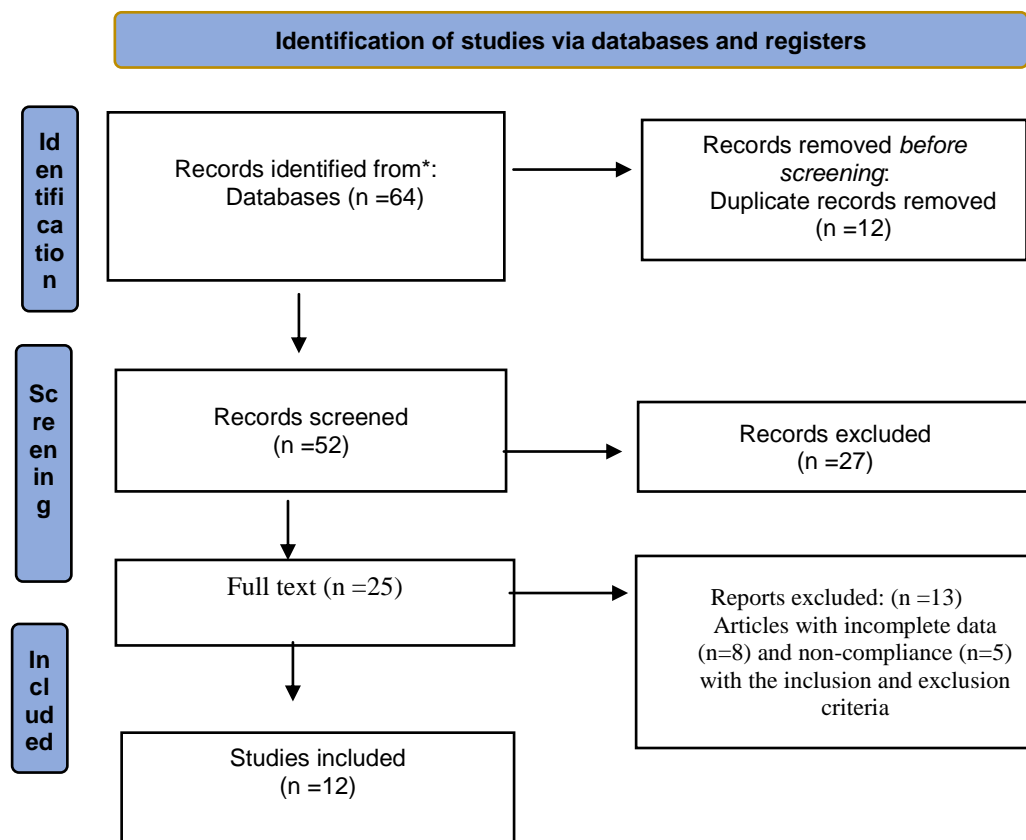 Identification of studies via databases and registers
Id
en
tifi
ca
tio
n
Records identified from*:
Databases (n =64)
Records removed before
screening:
Duplicate records removed
(n =12)
Sc
re
en
in
g
Records screened
(n =52)
Records excluded
(n =27)
Full text (n =25)
Reports excluded: (n =13)
Articles with incomplete data
(n=8) and non-compliance (n=5)
with the inclusion and exclusion
criteria
In
cl
ud
ed
Studies included
(n =12)